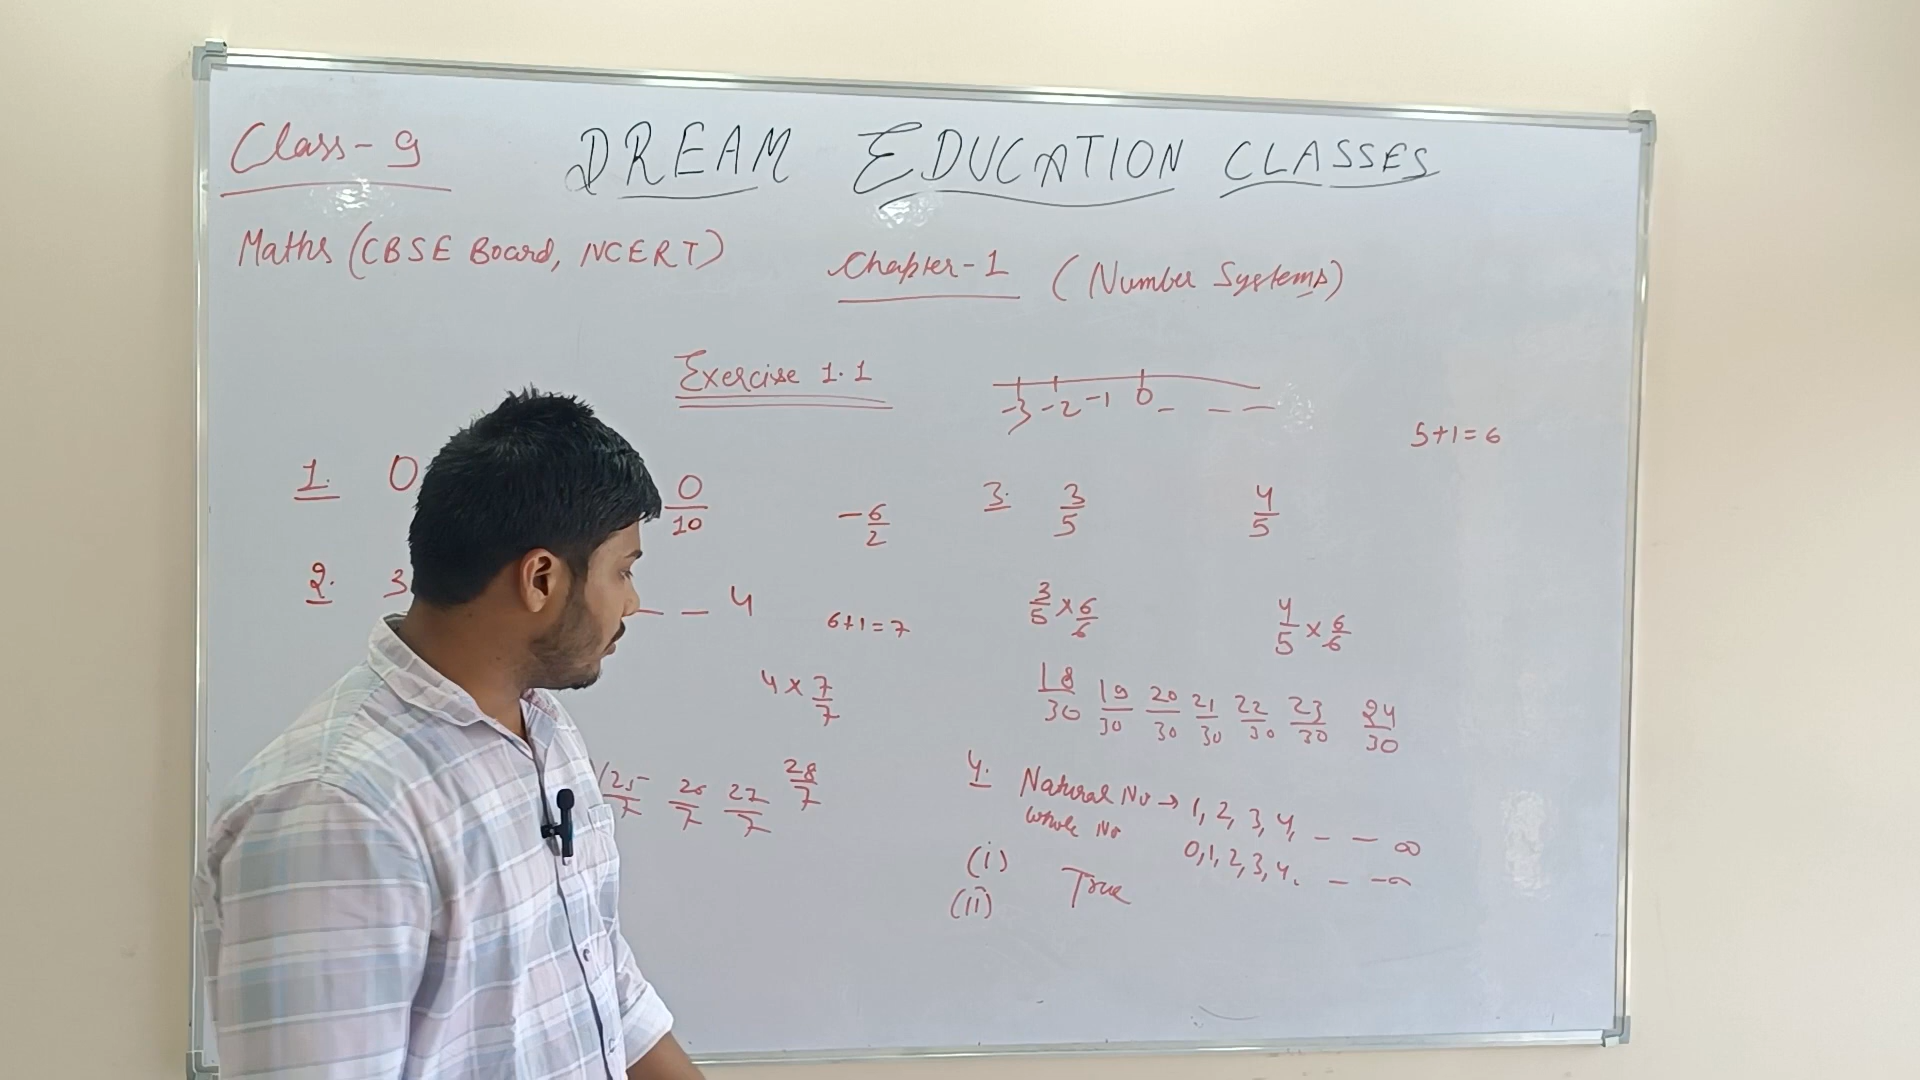 Class-9 DREAM EDUCATION CLASSES
Maths (CBSE Board, NCERT) Chapter-1 (Number Systems)
Exercise 1.1
-3 -2 -1 0 _ _ _
5+1=6
1. 0 0/10 -6/2
2. 3 _ _ 4 6+1=7
4×7/7
25/7 26/7 27/7 28/7
3. 3/5 4/5
3/5×6/6 4/5×6/6
18/30 19/30 20/30 21/30 22/30 23/30 24/30
4. Natural No → 1, 2, 3, 4, _ _ ∞
Whole No 0, 1, 2, 3, 4, _ _ ∞
(i) True
(ii)